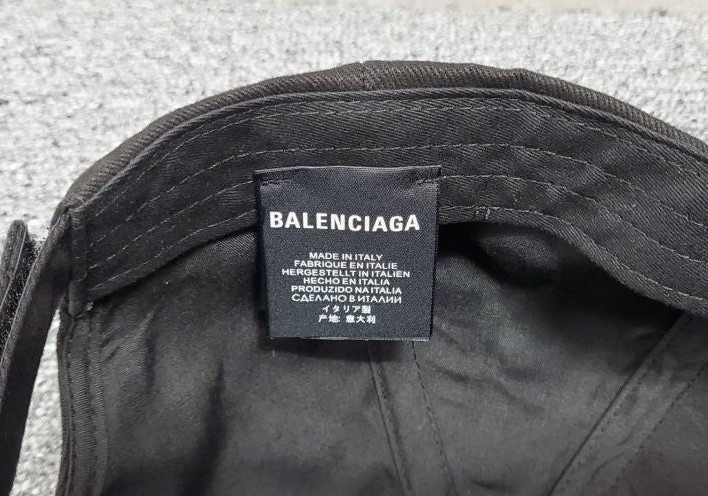 BALENCIAGA
MADE IN ITALY
FABRIQUE EN ITALIE
HERGESTELLT IN ITALIEN
HECHO EN ITALIA
PRODUZIDO NA ITALIA
СДЕЛАНО В ИТАЛИИ
イタリア製
产地: 意大利